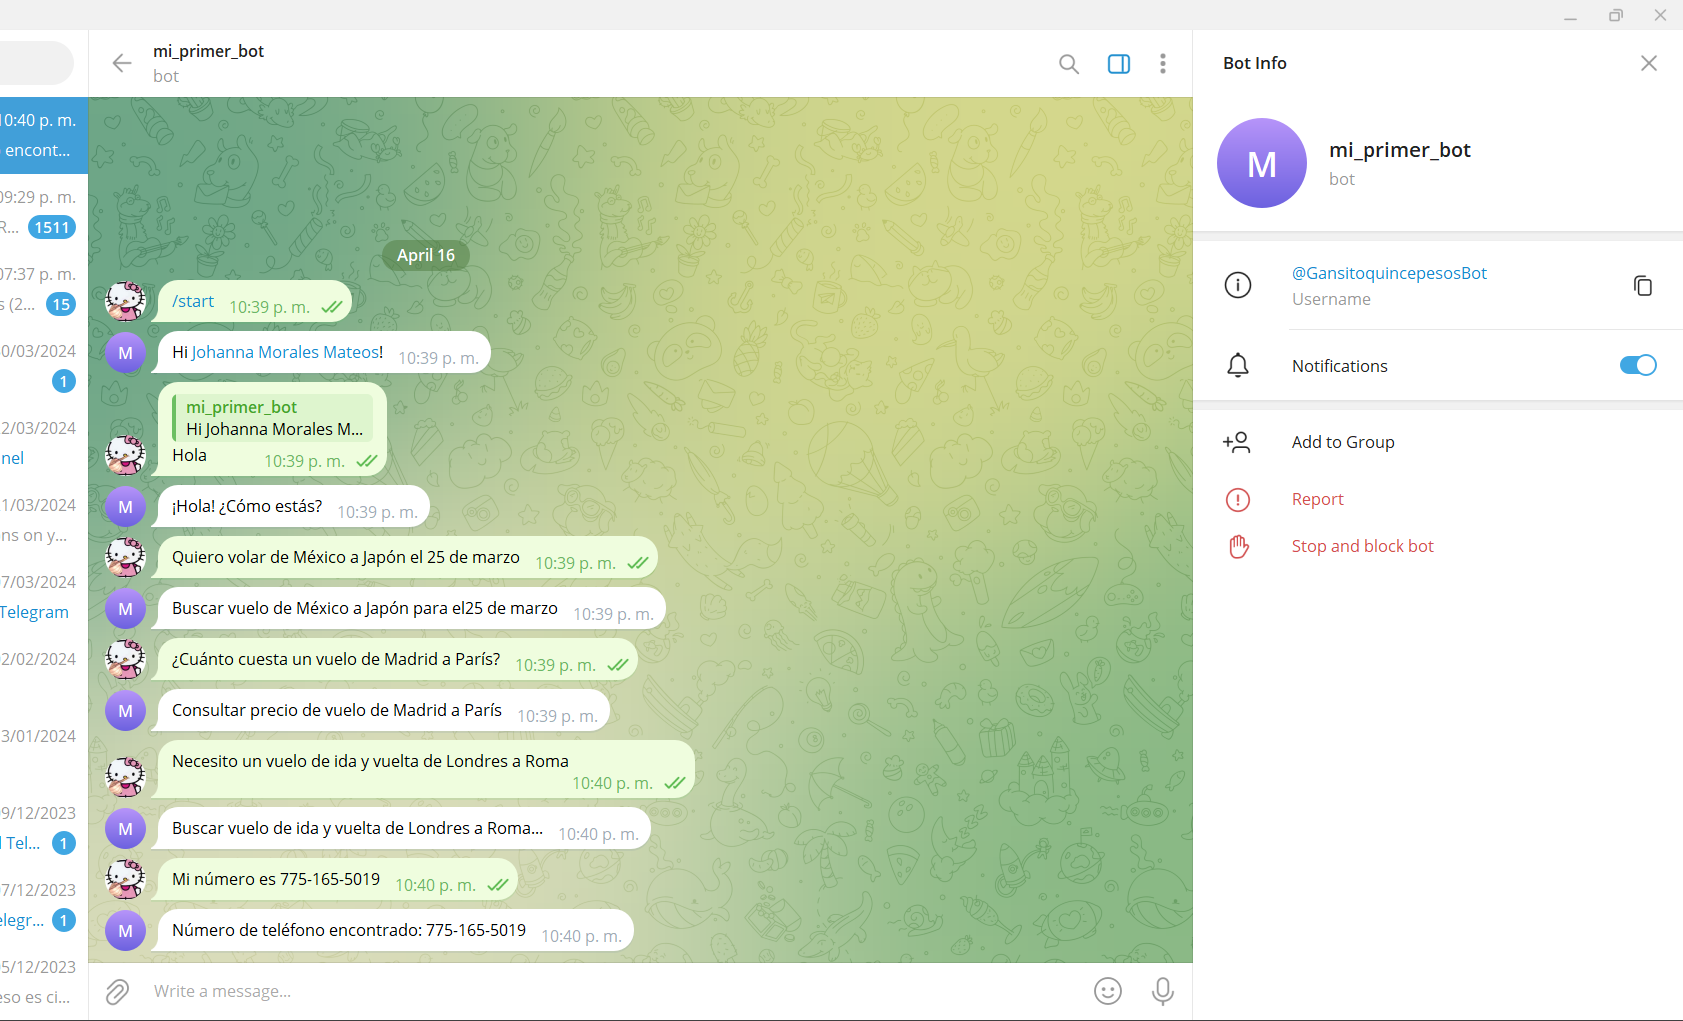 mi_primer_bot
bot
10:40 p. m.
encont...
09:29 p. m.
R... 1511
07:37 p. m.
s (2... 15
0/03/2024
1
2/03/2024
nel
1/03/2024
ns on y...
7/03/2024
Telegram
2/02/2024
3/01/2024
9/12/2023
l Tel... 1
7/12/2023
elegr... 1
5/12/2023
eso es ci...
April 16
/start 10:39 p. m.
M
Hi Johanna Morales Mateos! 10:39 p. m.
mi_primer_bot
Hi Johanna Morales M...
Hola 10:39 p. m.
M
¡Hola! ¿Cómo estás? 10:39 p. m.
Quiero volar de México a Japón el 25 de marzo 10:39 p. m.
M
Buscar vuelo de México a Japón para el25 de marzo 10:39 p. m.
¿Cuánto cuesta un vuelo de Madrid a París? 10:39 p. m.
M
Consultar precio de vuelo de Madrid a París 10:39 p. m.
Necesito un vuelo de ida y vuelta de Londres a Roma
10:40 p. m.
M
Buscar vuelo de ida y vuelta de Londres a Roma... 10:40 p. m.
Mi número es 775-165-5019 10:40 p. m.
M
Número de teléfono encontrado: 775-165-5019 10:40 p. m.
Write a message...
Bot Info
M
mi_primer_bot
bot
@GansitoquincepesosBot
Username
Notifications
Add to Group
Report
Stop and block bot